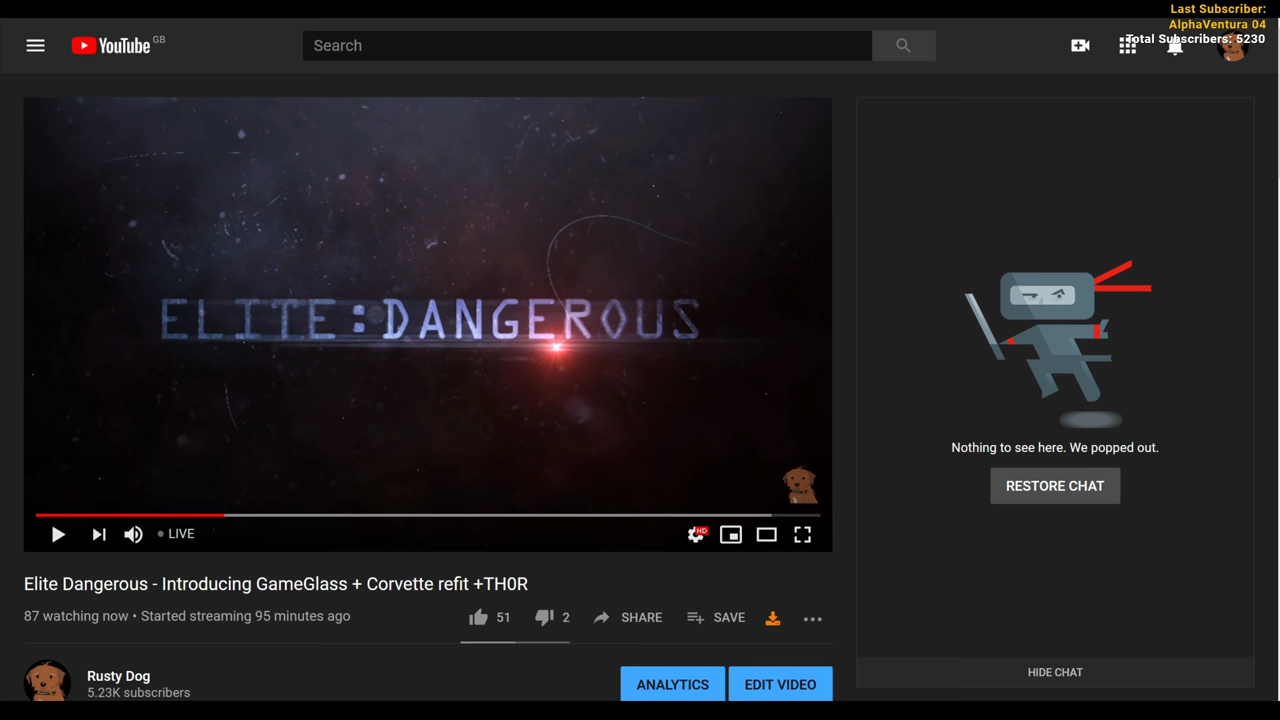 Last Subscriber:
AlphaVentura 04
Total Subscribers: 5230
YouTube GB
Search
ELITE:DANGEROUS
HD
LIVE
Nothing to see here. We popped out.
RESTORE CHAT
Elite Dangerous - Introducing GameGlass + Corvette refit +TH0R
87 watching now • Started streaming 95 minutes ago
51
2
SHARE
SAVE
HIDE CHAT
Rusty Dog
5.23K subscribers
ANALYTICS
EDIT VIDEO